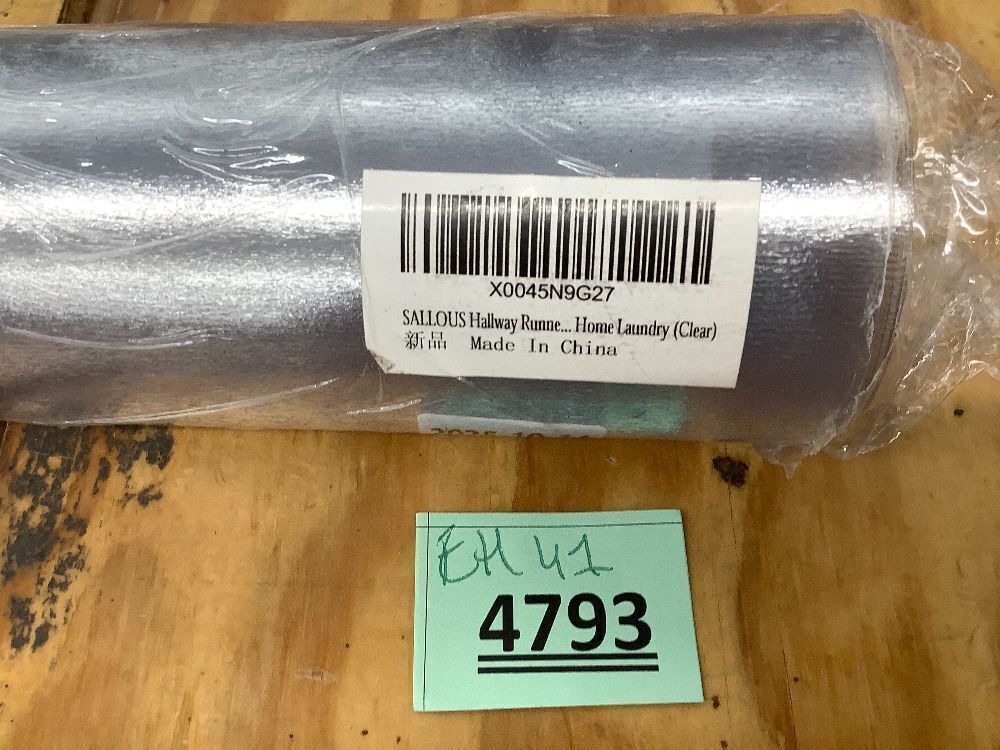 X0045N9G27
SALLOUS Hallway Runne... Home Laundry (Clear)
新品 Made In China
EH 41
4793